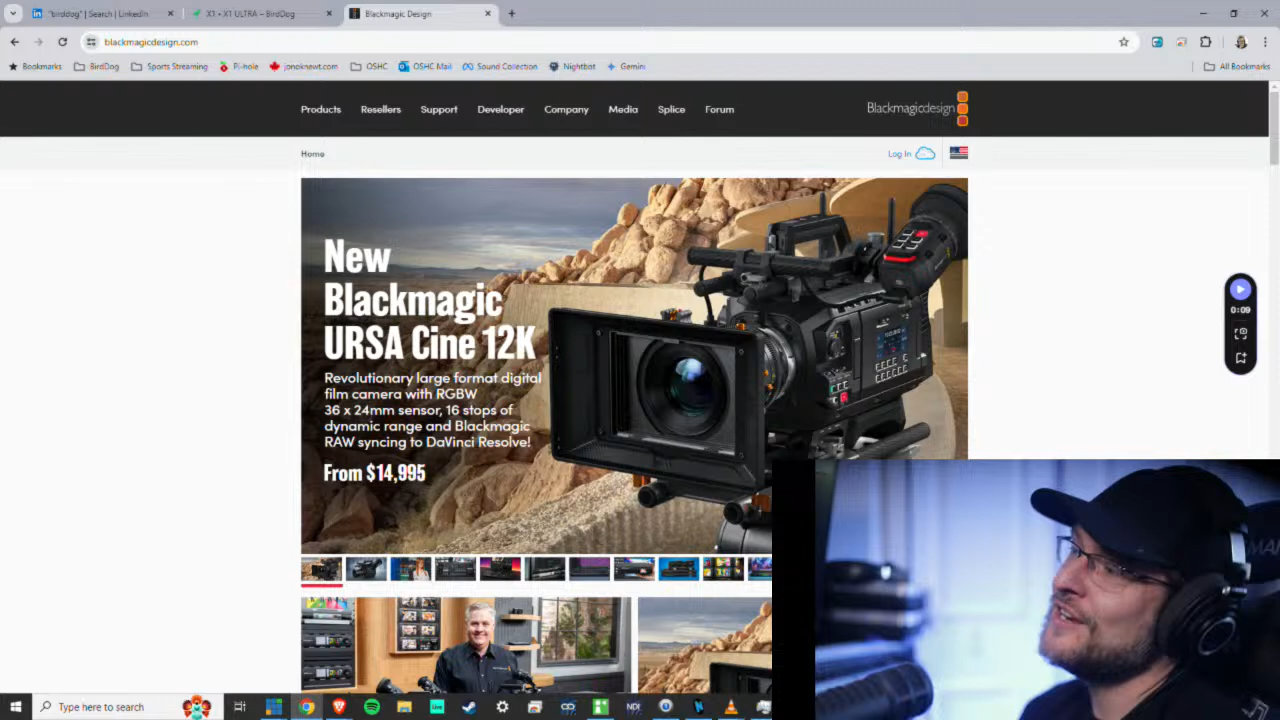 "birddog" | Search | LinkedIn
X1 • X1 ULTRA – BirdDog
Blackmagic Design
blackmagicdesign.com
Bookmarks
BirdDog
Sports Streaming
Pi-hole
jonoknewt.com
OSHC
OSHC Mail
Sound Collection
Nightbot
Gemini
All Bookmarks
Products
Resellers
Support
Developer
Company
Media
Splice
Forum
Blackmagicdesign
Home
Log In
New
Blackmagic
URSA Cine 12K
Revolutionary large format digital
film camera with RGBW
36 x 24mm sensor, 16 stops of
dynamic range and Blackmagic
RAW syncing to DaVinci Resolve!
From $14,995
0:09
Type here to search
Live
NDI